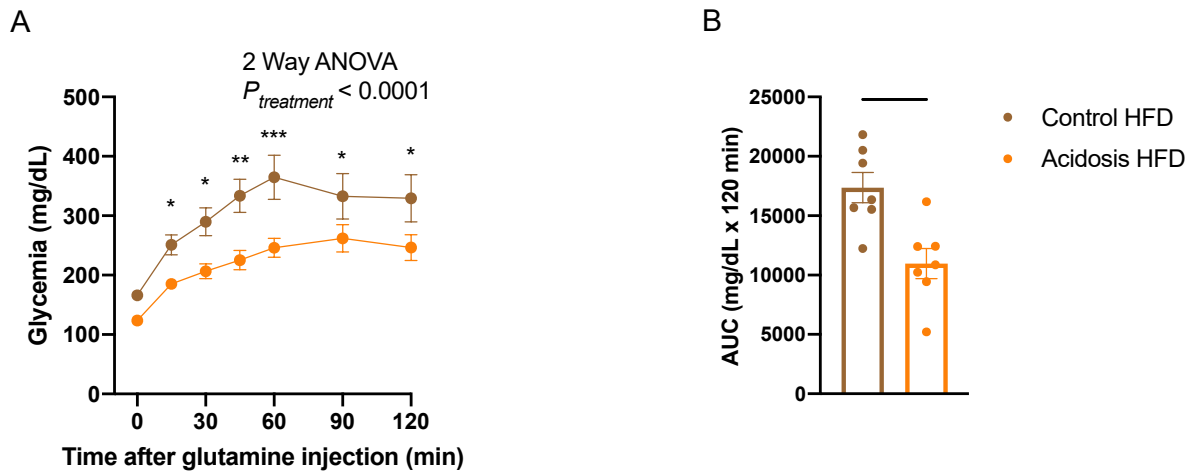 A
2 Way ANOVA
P treatment < 0.0001
500
400
300
200
100
0
*
*
**
***
*
*
Glycemia (mg/dL)
0 30 60 90 120
Time after glutamine injection (min)
B
25000
20000
15000
10000
5000
0
AUC (mg/dL x 120 min)
Control HFD
Acidosis HFD